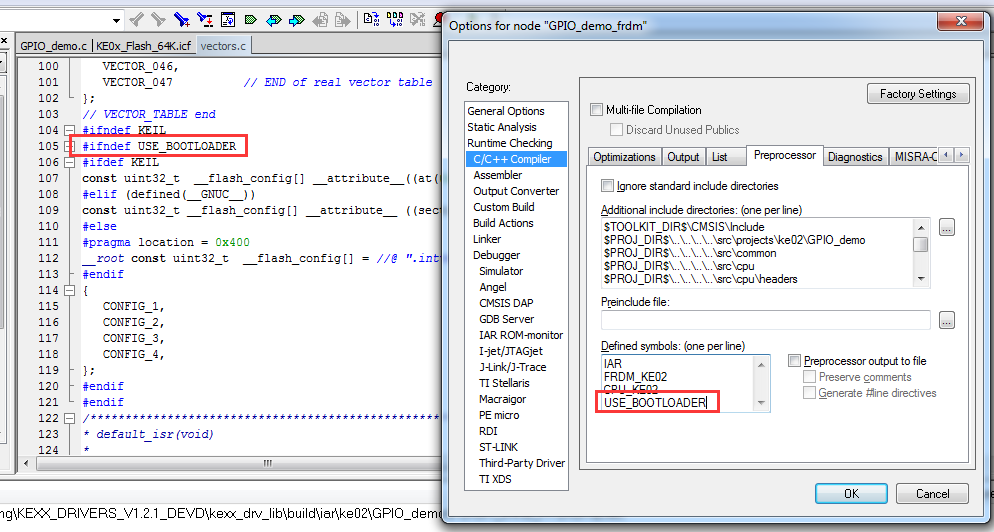 GPIO_demo.c KE0x_Flash_64K.icf vectors.c
100 VECTOR_046,
101 VECTOR_047 // END of real vector table
102 };
103 // VECTOR_TABLE end
104 #ifndef KEIL
105 #ifndef USE_BOOTLOADER
106 #ifdef KEIL
107 const uint32_t __flash_config[] __attribute__((at(
108 #elif (defined(__GNUC__))
109 const uint32_t __flash_config[] __attribute__ ((sect
110 #else
111 #pragma location = 0x400
112 __root const uint32_t __flash_config[] = //@ ".int
113 #endif
114 {
115 CONFIG_1,
116 CONFIG_2,
117 CONFIG_3,
118 CONFIG_4,
119 };
120 #endif
121 #endif
122 /*****************************************
123 * default_isr(void)
124 *
ng\KEXX_DRIVERS_V1.2.1_DEVD\kexx_drv_lib\build\iar\ke02\GPIO_demo
Options for node "GPIO_demo_frdm"
Category:
General Options
Static Analysis
Runtime Checking
C/C++ Compiler
Assembler
Output Converter
Custom Build
Build Actions
Linker
Debugger
Simulator
Angel
CMSIS DAP
GDB Server
IAR ROM-monitor
I-jet/JTAGjet
J-Link/J-Trace
TI Stellaris
Macraigor
PE micro
RDI
ST-LINK
Third-Party Driver
TI XDS
Factory Settings
Multi-file Compilation
Discard Unused Publics
Optimizations Output List Preprocessor Diagnostics MISRA-C
Ignore standard include directories
Additional include directories: (one per line)
$TOOLKIT_DIR$\CMSIS\Include
$PROJ_DIR$\..\..\..\..\src\projects\ke02\GPIO_demo
$PROJ_DIR$\..\..\..\..\src\common
$PROJ_DIR$\..\..\..\..\src\cpu
$PROJ_DIR$\..\..\..\..\src\cpu\headers
...
Preinclude file:
...
Defined symbols: (one per line)
IAR
FRDM_KE02
CPU_KE02
USE_BOOTLOADER
Preprocessor output to file
Preserve comments
Generate #line directives
OK Cancel